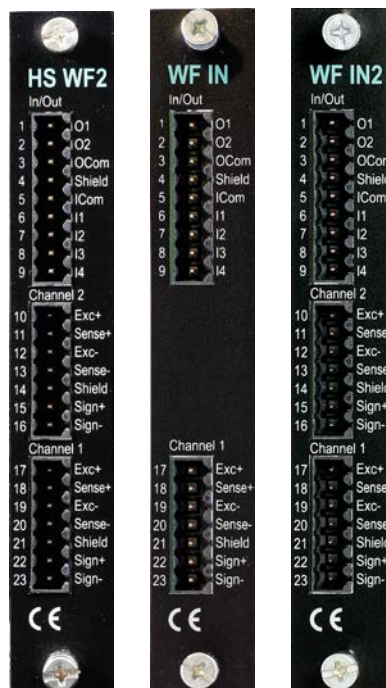 HS WF2
In/Out
1 O1
2 O2
3 OCom
4 Shield
5 ICom
6 I1
7 I2
8 I3
9 I4
Channel 2
10 Exc+
11 Sense+
12 Exc-
13 Sense-
14 Shield
15 Sign+
16 Sign-
Channel 1
17 Exc+
18 Sense+
19 Exc-
20 Sense-
21 Shield
22 Sign+
23 Sign-
CE
WF IN
In/Out
1 O1
2 O2
3 OCom
4 Shield
5 ICom
6 I1
7 I2
8 I3
9 I4
Channel 1
17 Exc+
18 Sense+
19 Exc-
20 Sense-
21 Shield
22 Sign+
23 Sign-
CE
WF IN2
In/Out
1 O1
2 O2
3 OCom
4 Shield
5 ICom
6 I1
7 I2
8 I3
9 I4
Channel 2
10 Exc+
11 Sense+
12 Exc-
13 Sense
14 Shield
15 Sign+
16 Sign-
Channel 1
17 Exc+
18 Sense+
19 Exc-
20 Sense-
21 Shield
22 Sign+
23 Sign-
CE